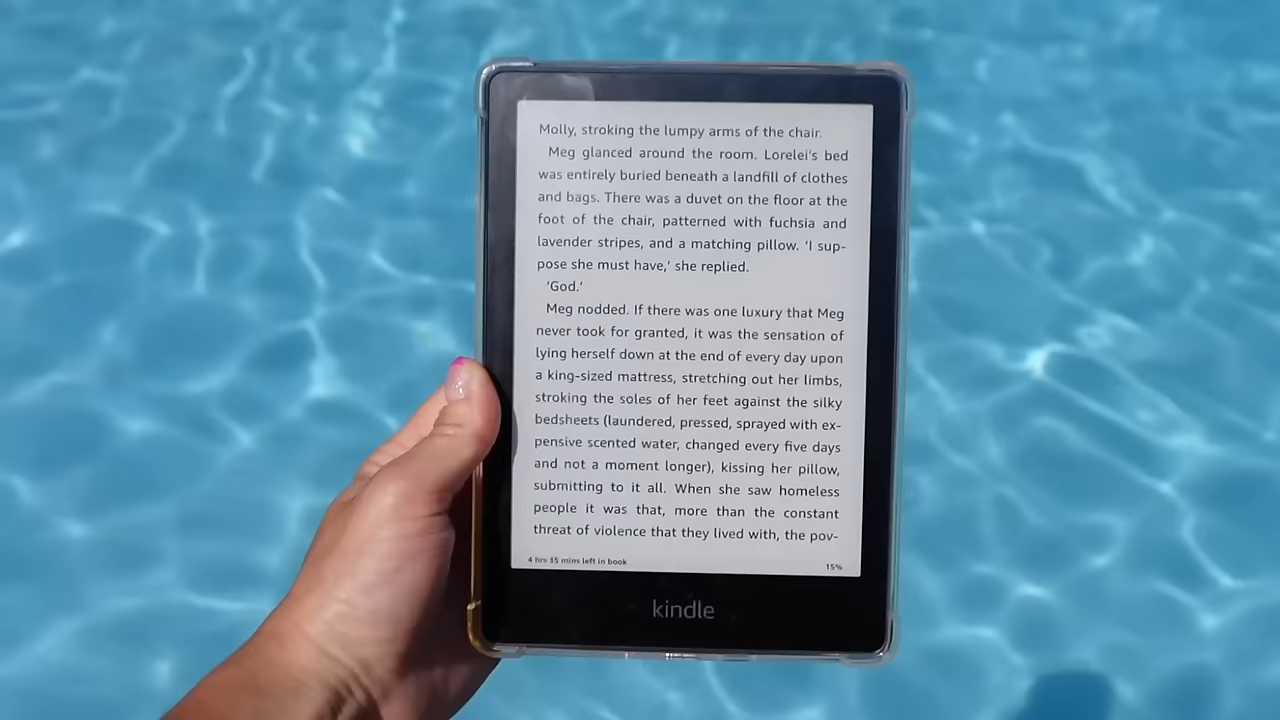 Molly, stroking the lumpy arms of the chair.
Meg glanced around the room. Lorelei's bed
was entirely buried beneath a landfill of clothes
and bags. There was a duvet on the floor at the
foot of the chair, patterned with fuchsia and
lavender stripes, and a matching pillow. ‘I sup-
pose she must have,’ she replied.
‘God.’
Meg nodded. If there was one luxury that Meg
never took for granted, it was the sensation of
lying herself down at the end of every day upon
a king-sized mattress, stretching out her limbs,
stroking the soles of her feet against the silky
bedsheets (laundered, pressed, sprayed with ex-
pensive scented water, changed every five days
and not a moment longer), kissing her pillow,
submitting to it all. When she saw homeless
people it was that, more than the constant
threat of violence that they lived with, the pov-
4 hrs 15 mins left in book 15%
kindle